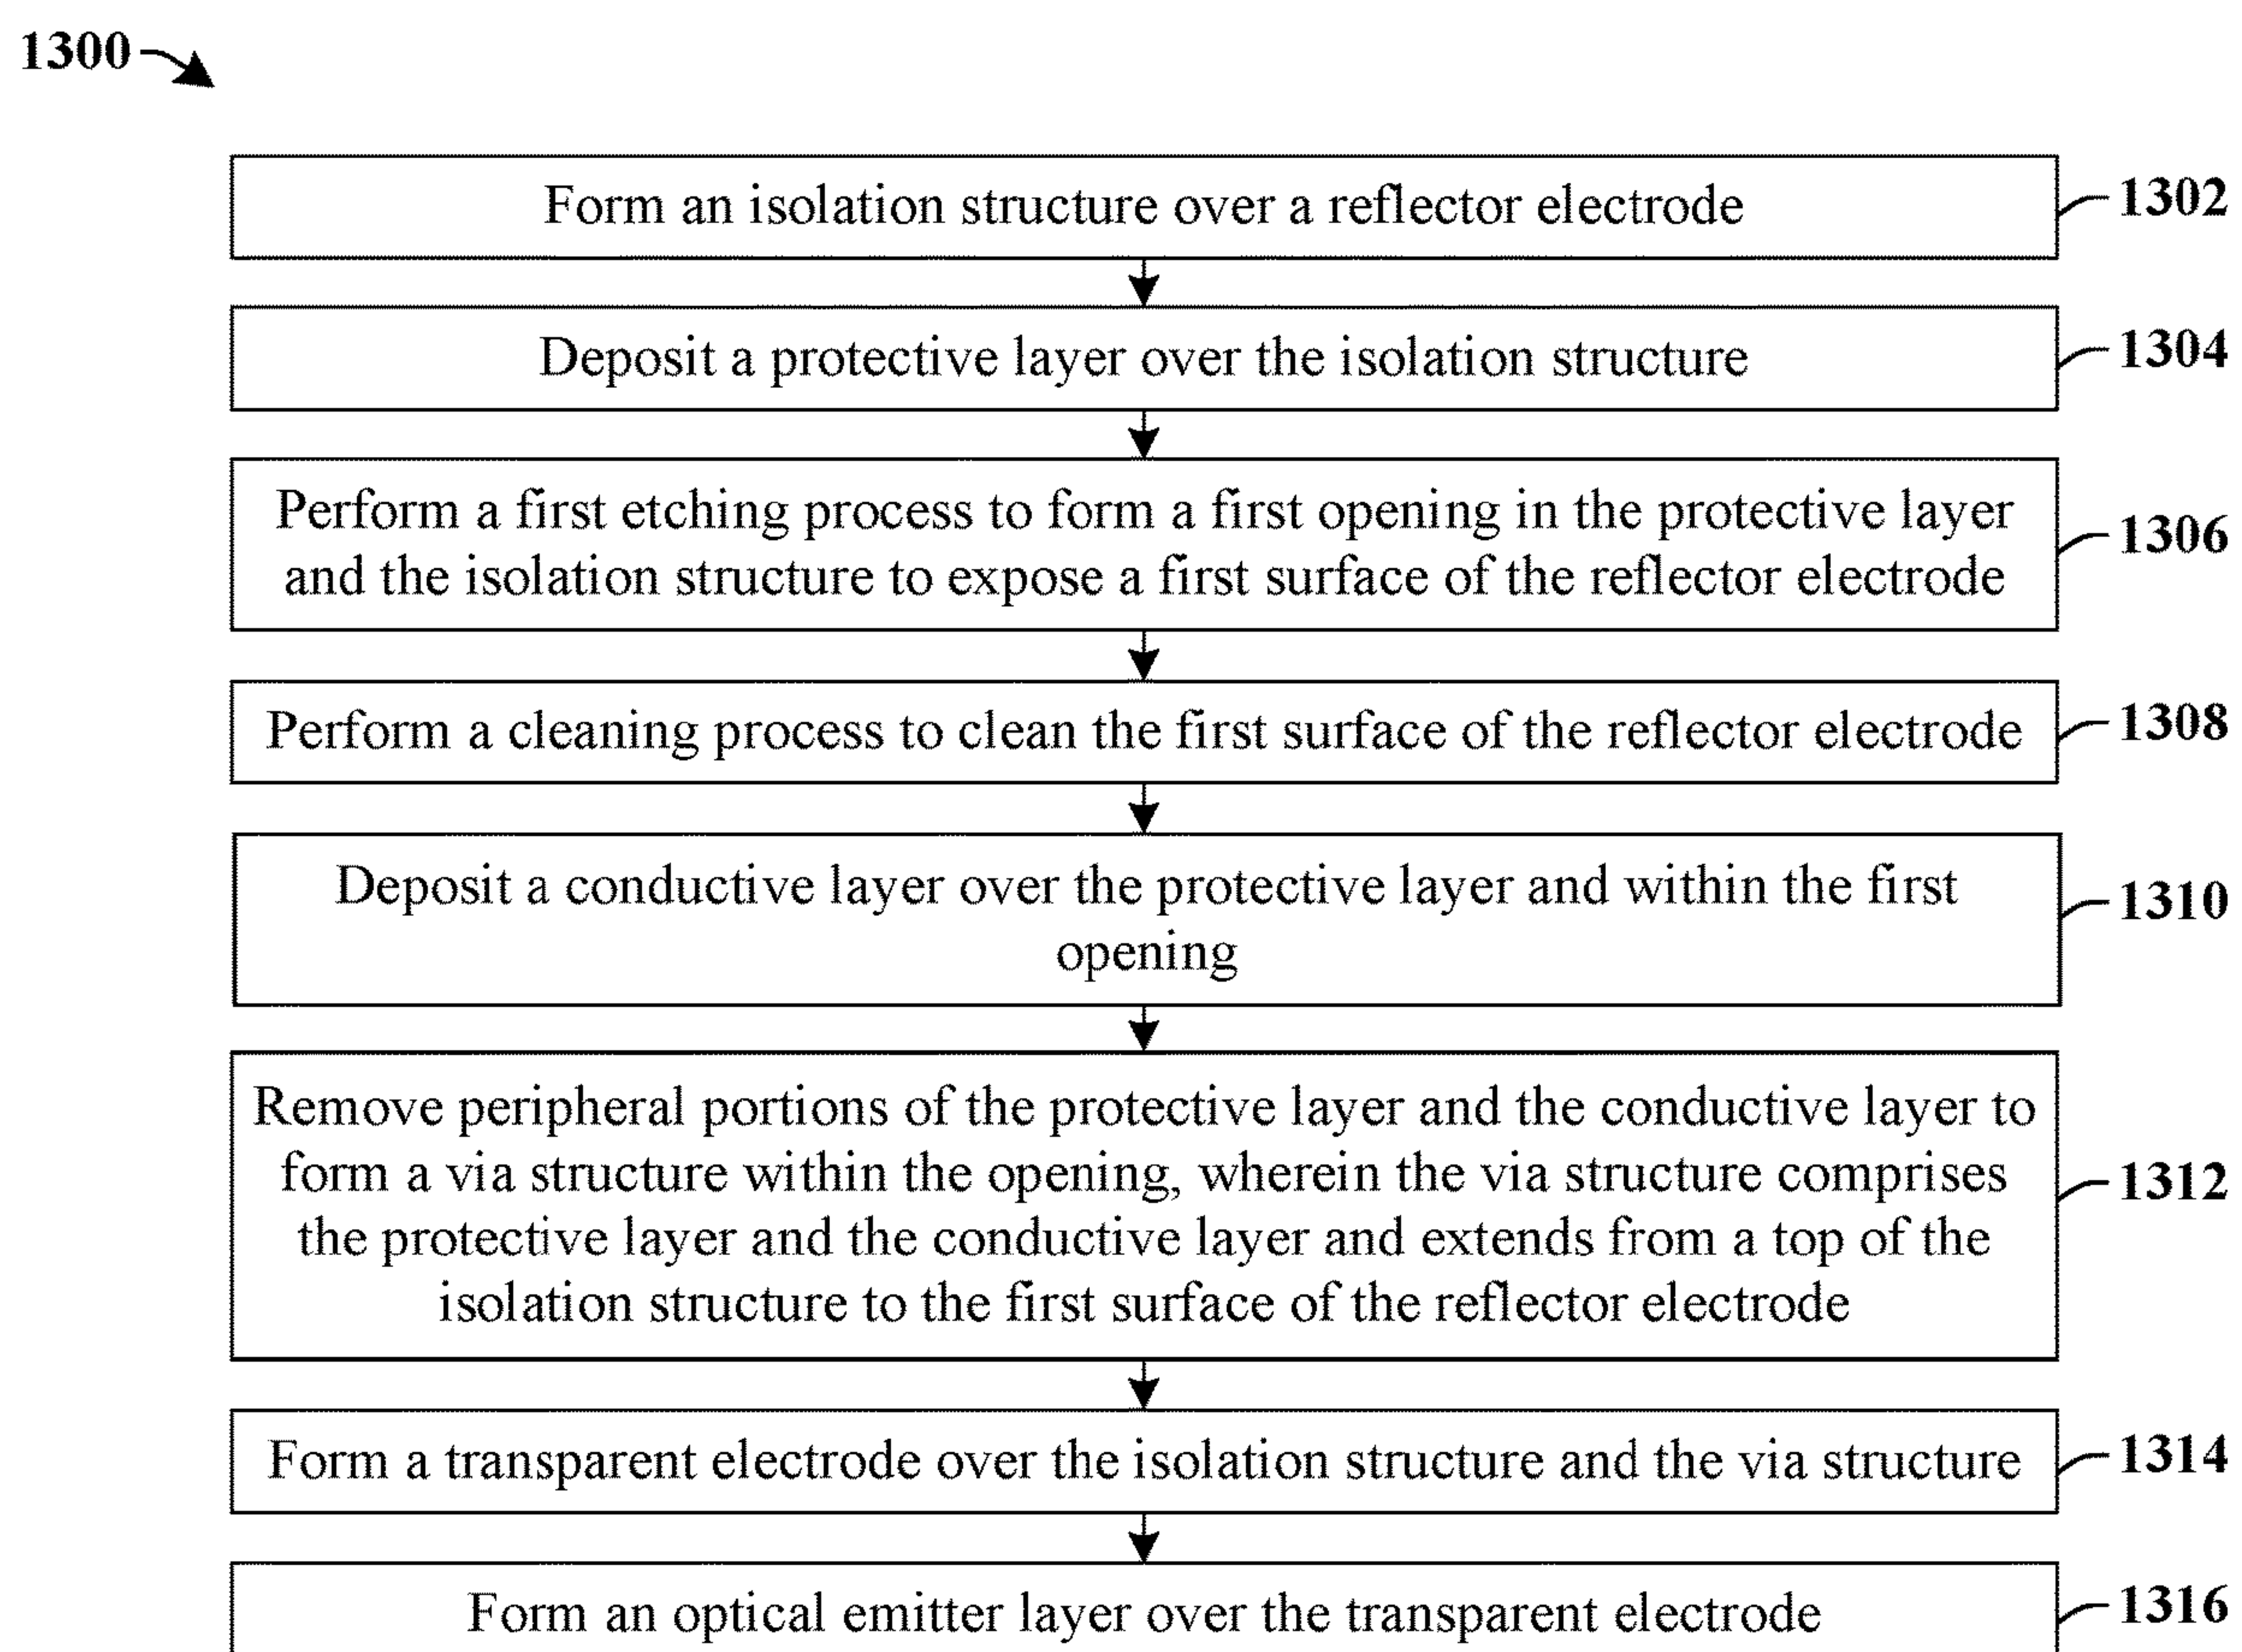 1300
Form an isolation structure over a reflector electrode
1302
Deposit a protective layer over the isolation structure
1304
Perform a first etching process to form a first opening in the protective layer
and the isolation structure to expose a first surface of the reflector electrode
1306
Perform a cleaning process to clean the first surface of the reflector electrode
1308
Deposit a conductive layer over the protective layer and within the first
opening
1310
Remove peripheral portions of the protective layer and the conductive layer to
form a via structure within the opening, wherein the via structure comprises
the protective layer and the conductive layer and extends from a top of the
isolation structure to the first surface of the reflector electrode
1312
Form a transparent electrode over the isolation structure and the via structure
1314
Form an optical emitter layer over the transparent electrode
1316